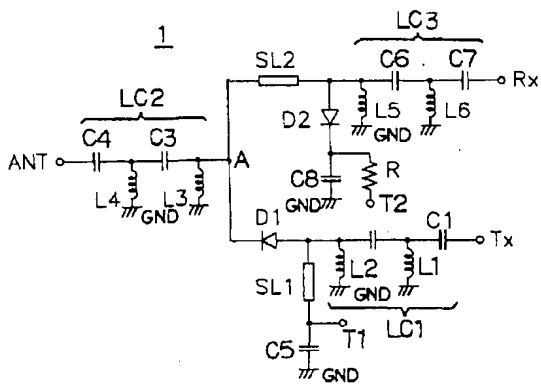 1
LC3
SL2
C6
C7
Rx
LC2
D2
L5
L6
GND
C4
C3
A
ANT
C8
R
L4
L3
GND
GND
T2
D1
C1
Tx
SL1
L2
L1
GND
LC1
C5
T1
GND